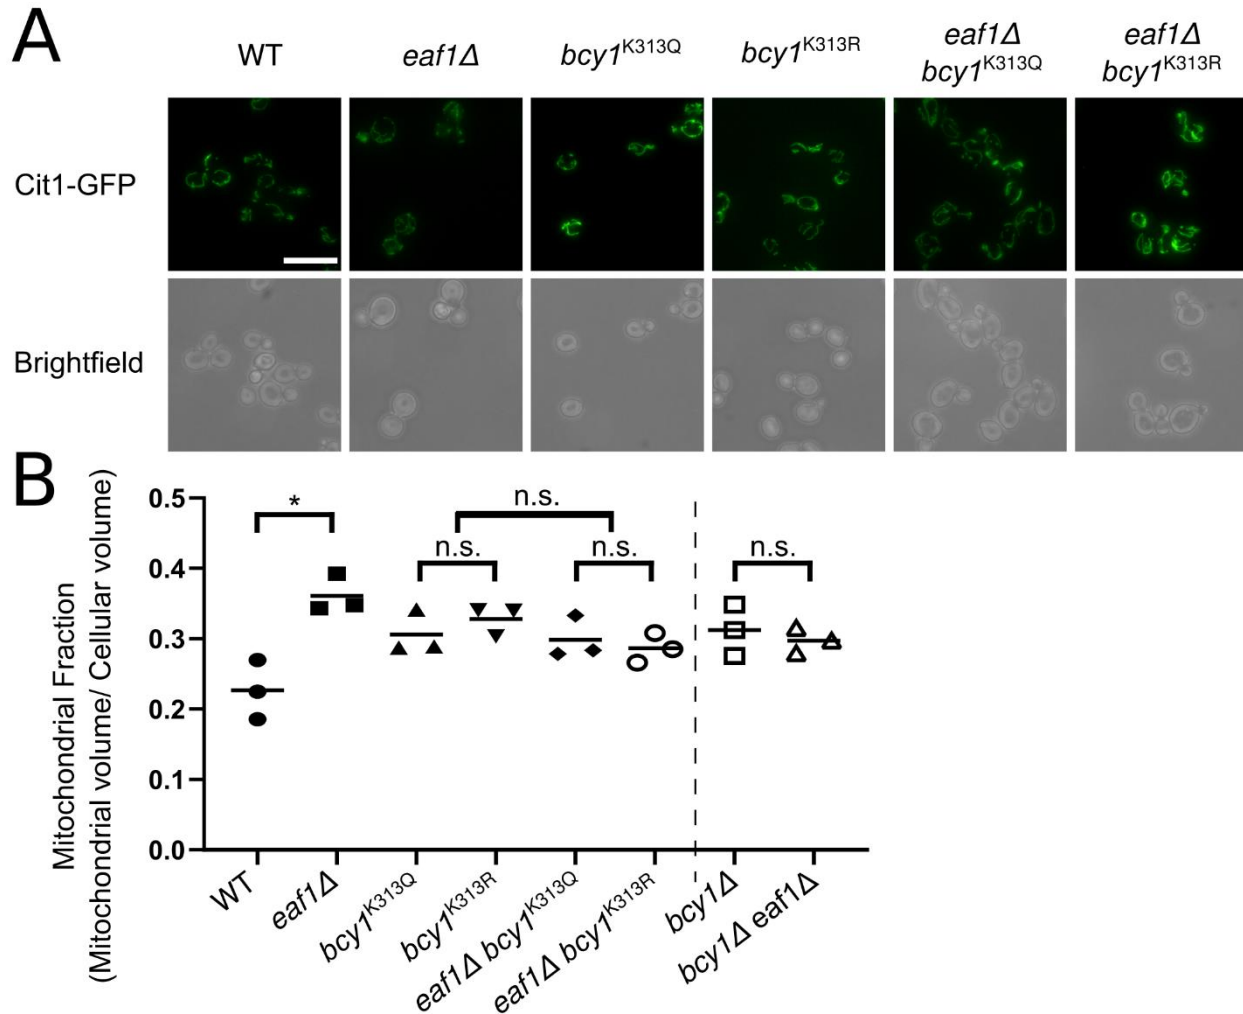 A
WT
eaf1Δ
bcy1K313Q
bcy1K313R
eaf1Δ
bcy1K313Q
eaf1Δ
bcy1K313R
Cit1-GFP
Brightfield
B
Mitochondrial Fraction
(Mitochondrial volume/ Cellular volume)
0.5
0.4
0.3
0.2
0.1
0.0
*
n.s.
n.s.
n.s.
n.s.
WT
eaf1Δ
bcy1K313Q
bcy1K313R
eaf1Δ bcy1K313Q
eaf1Δ bcy1K313R
bcy1Δ
bcy1Δ eaf1Δ